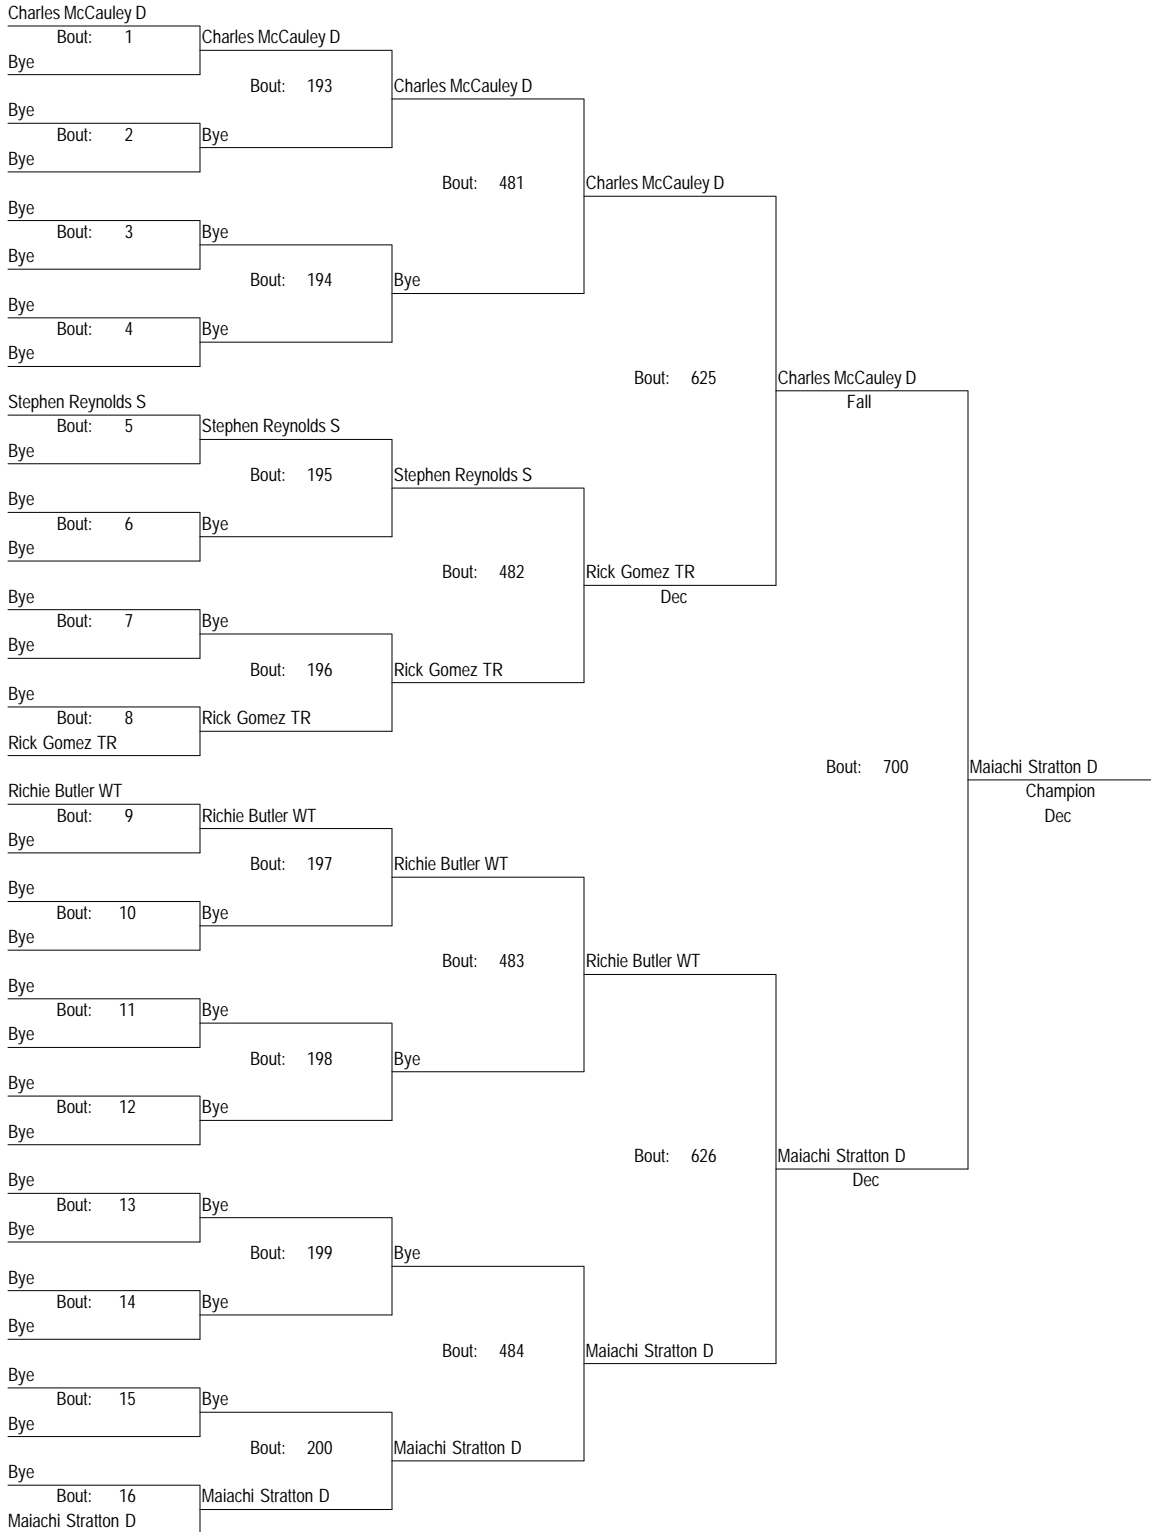 Charles McCauley D
Bout: 1 Charles McCauley D
Bye
Bout: 193 Charles McCauley D
Bye
Bout: 2 Bye
Bye
Bout: 481 Charles McCauley D
Bye
Bout: 3 Bye
Bye
Bout: 194 Bye
Bye
Bout: 4 Bye
Bye
Bout: 625 Charles McCauley D
Fall
Stephen Reynolds S
Bout: 5 Stephen Reynolds S
Bye
Bout: 195 Stephen Reynolds S
Bye
Bout: 6 Bye
Bye
Bout: 482 Rick Gomez TR
Dec
Bye
Bout: 7 Bye
Bye
Bout: 196 Rick Gomez TR
Bye
Bout: 8 Rick Gomez TR
Rick Gomez TR
Bout: 700 Maiachi Stratton D
Champion
Dec
Richie Butler WT
Bout: 9 Richie Butler WT
Bye
Bout: 197 Richie Butler WT
Bye
Bout: 10 Bye
Bye
Bout: 483 Richie Butler WT
Bye
Bout: 11 Bye
Bye
Bout: 198 Bye
Bye
Bout: 12 Bye
Bye
Bout: 626 Maiachi Stratton D
Dec
Bye
Bout: 13 Bye
Bye
Bout: 199 Bye
Bye
Bout: 14 Bye
Bye
Bout: 484 Maiachi Stratton D
Bye
Bout: 15 Bye
Bye
Bout: 200 Maiachi Stratton D
Bye
Bout: 16 Maiachi Stratton D
Maiachi Stratton D